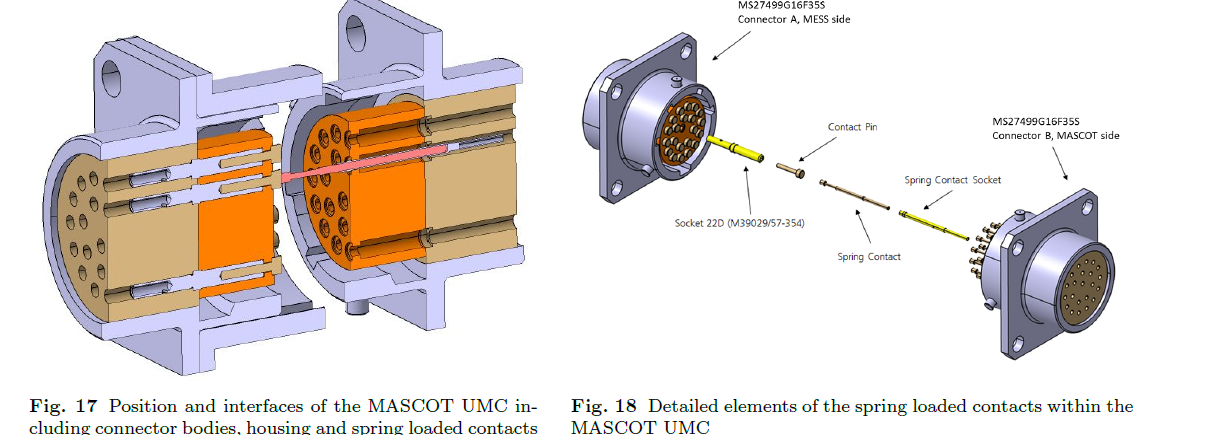 MS27499G16F35S
Connector A, MESS side
Contact Pin
MS27499G16F35S
Connector B, MASCOT side
Spring Contact Socket
Socket 22D (M39029/57-354)
Spring Contact
Fig. 17 Position and interfaces of the MASCOT UMC in-
cluding connector bodies, housing and spring loaded contacts
Fig. 18 Detailed elements of the spring loaded contacts within the
MASCOT UMC